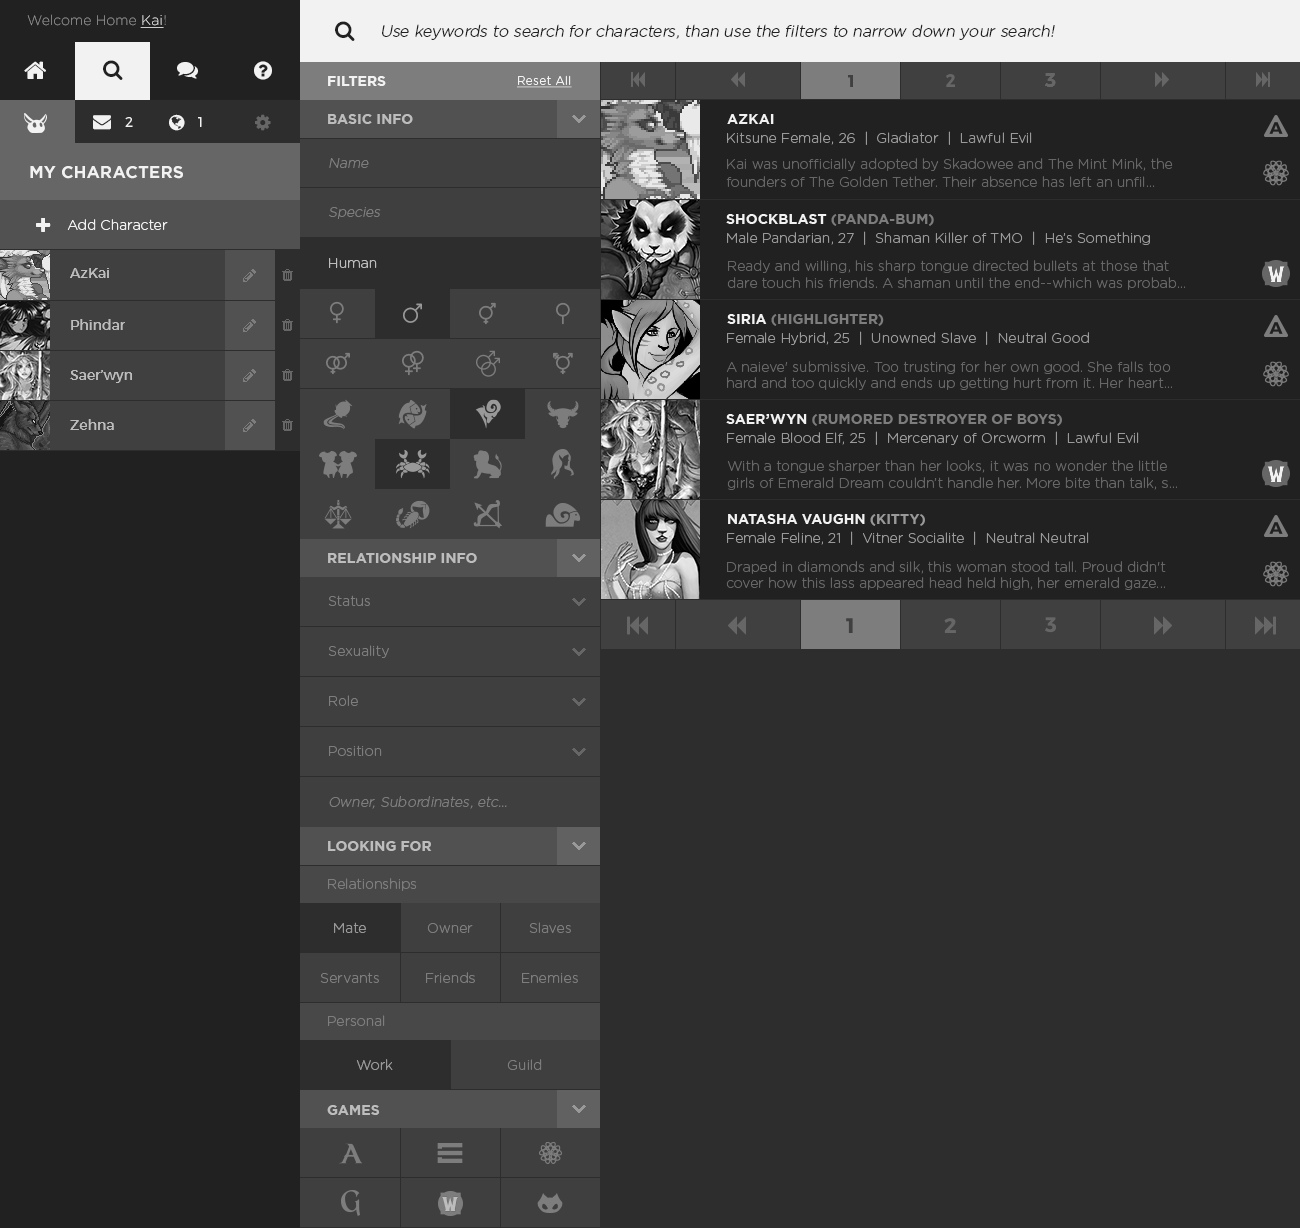 Welcome Home Kai!
2
1
MY CHARACTERS
Add Character
AzKai
Phindar
Saer'wyn
Zehna
Use keywords to search for characters, than use the filters to narrow down your search!
FILTERS
Reset All
BASIC INFO
Name
Species
Human
RELATIONSHIP INFO
Status
Sexuality
Role
Position
Owner, Subordinates, etc...
LOOKING FOR
Relationships
Mate
Owner
Slaves
Servants
Friends
Enemies
Personal
Work
Guild
GAMES
A
G
W
1
2
3
AZKAI
Kitsune Female, 26 | Gladiator | Lawful Evil
Kai was unofficially adopted by Skadowee and The Mint Mink, the
founders of The Golden Tether. Their absence has left an unfil...
A
SHOCKBLAST (PANDA-BUM)
Male Pandarian, 27 | Shaman Killer of TMO | He's Something
Ready and willing, his sharp tongue directed bullets at those that
dare touch his friends. A shaman until the end--which was probab...
W
SIRIA (HIGHLIGHTER)
Female Hybrid, 25 | Unowned Slave | Neutral Good
A naieve' submissive. Too trusting for her own good. She falls too
hard and too quickly and ends up getting hurt from it. Her heart...
A
SAER'WYN (RUMORED DESTROYER OF BOYS)
Female Blood Elf, 25 | Mercenary of Orcworm | Lawful Evil
With a tongue sharper than her looks, it was no wonder the little
girls of Emerald Dream couldn't handle her. More bite than talk, s...
W
NATASHA VAUGHN (KITTY)
Female Feline, 21 | Vitner Socialite | Neutral Neutral
Draped in diamonds and silk, this woman stood tall. Proud didn't
cover how this lass appeared head held high, her emerald gaze...
A
1
2
3